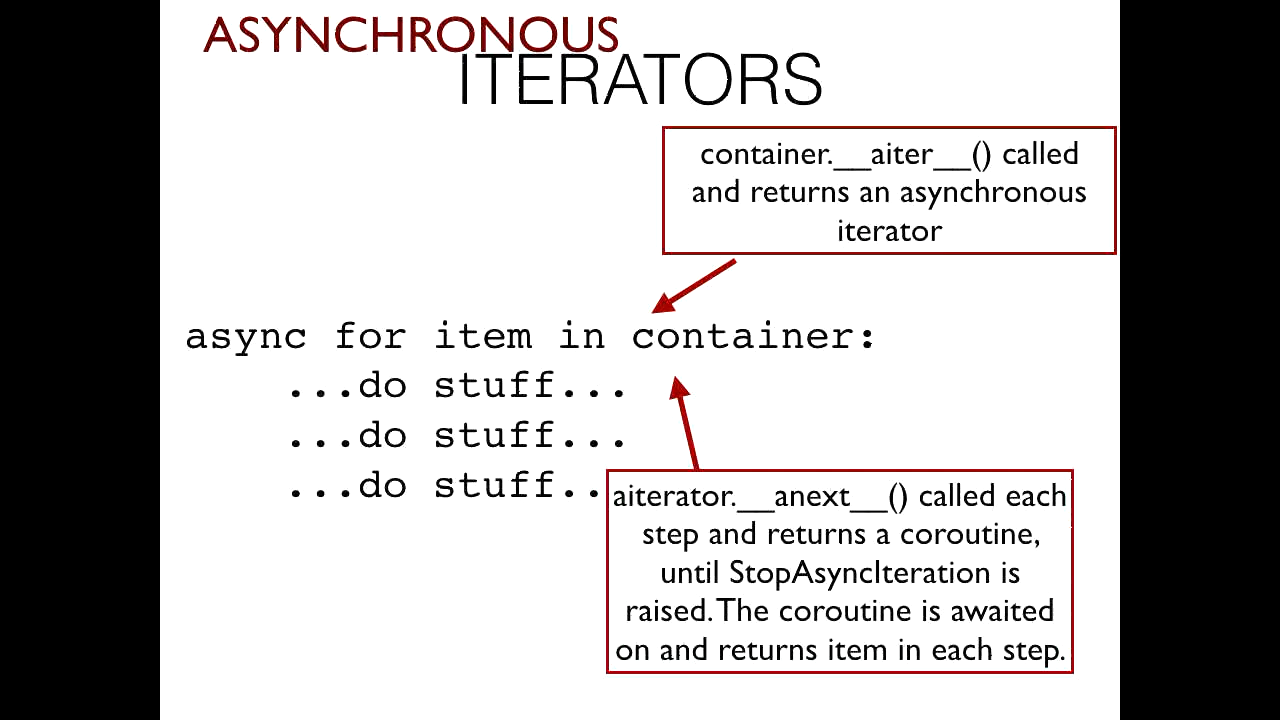 ASYNCHRONOUS
ITERATORS
container.__aiter__() called
and returns an asynchronous
iterator
async for item in container:
    ...do stuff...
    ...do stuff...
    ...do stuff..
aiterator.__anext__() called each
step and returns a coroutine,
until StopAsyncIteration is
raised. The coroutine is awaited
on and returns item in each step.